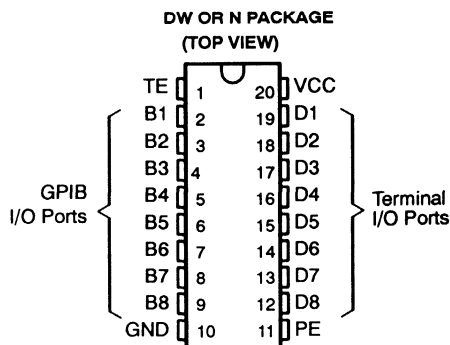 DW OR N PACKAGE
(TOP VIEW)
TE 1 20 VCC
B1 2 19 D1
B2 3 18 D2
B3 4 17 D3
B4 5 16 D4
B5 6 15 D5
B6 7 14 D6
B7 8 13 D7
B8 9 12 D8
GND 10 11 PE
GPIB
I/O Ports
Terminal
I/O Ports